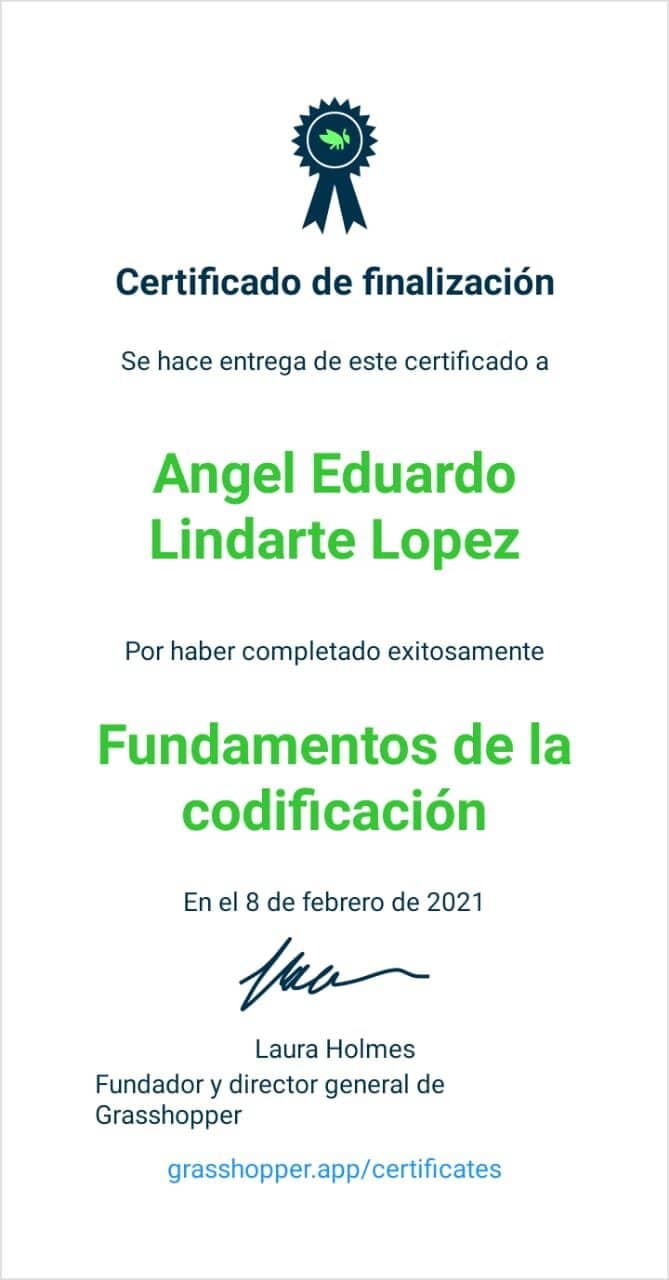 Certificado de finalización
Se hace entrega de este certificado a
Angel Eduardo
Lindarte Lopez
Por haber completado exitosamente
Fundamentos de la
codificación
En el 8 de febrero de 2021
Laura Holmes
Fundador y director general de
Grasshopper
grasshopper.app/certificates